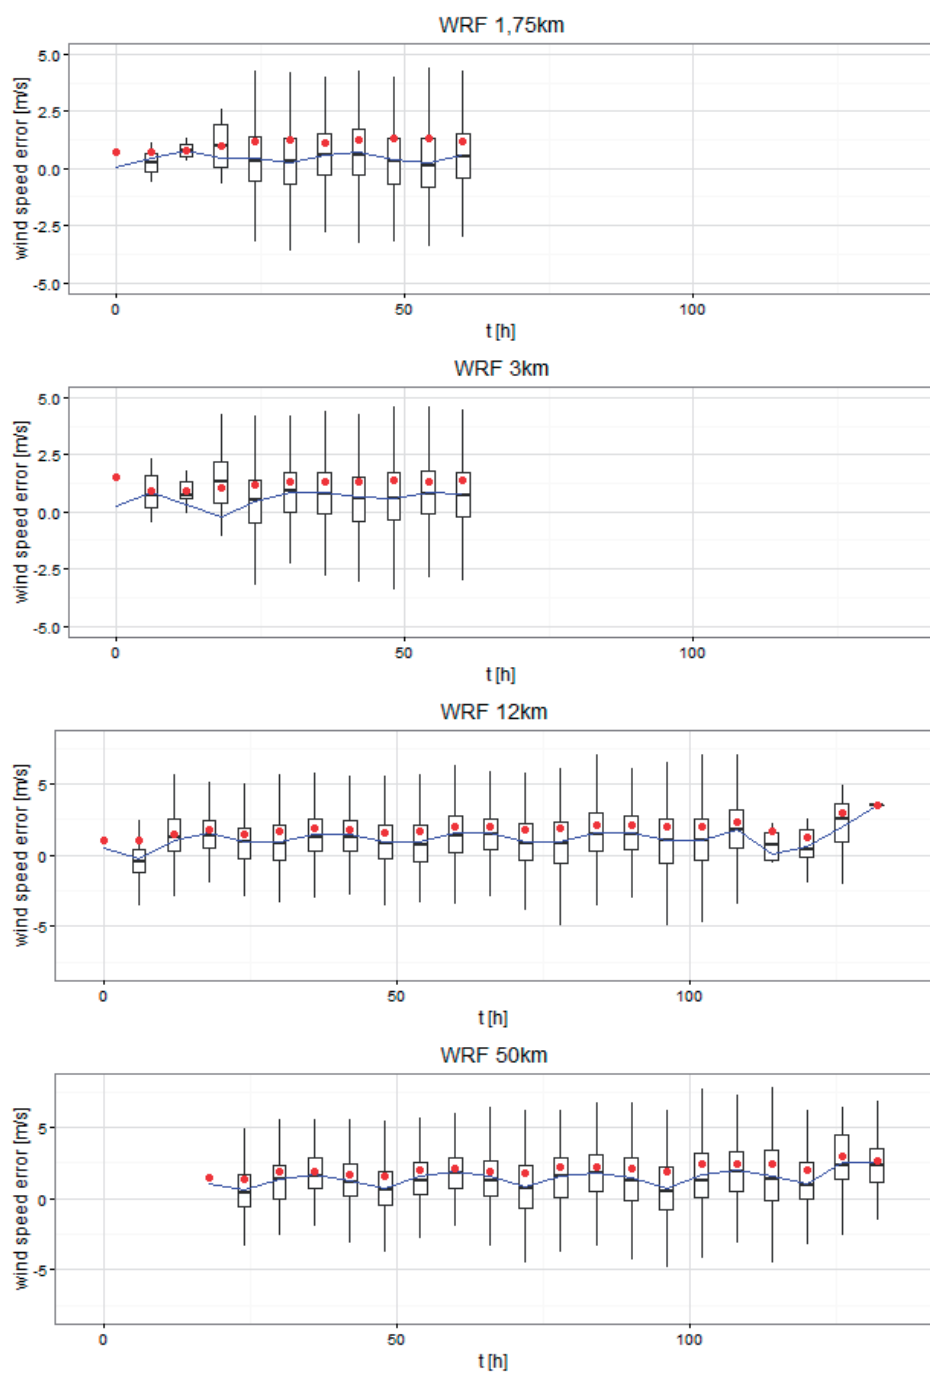 WRF 1,75km
wind speed error [m/s]
5.0
2.5
0.0
-2.5
-5.0
0 50 100
t [h]
WRF 3km
wind speed error [m/s]
5.0
2.5
0.0
-2.5
-5.0
0 50 100
t [h]
WRF 12km
wind speed error [m/s]
5
0
-5
0 50 100
t [h]
WRF 50km
wind speed error [m/s]
5
0
-5
0 50 100
t [h]